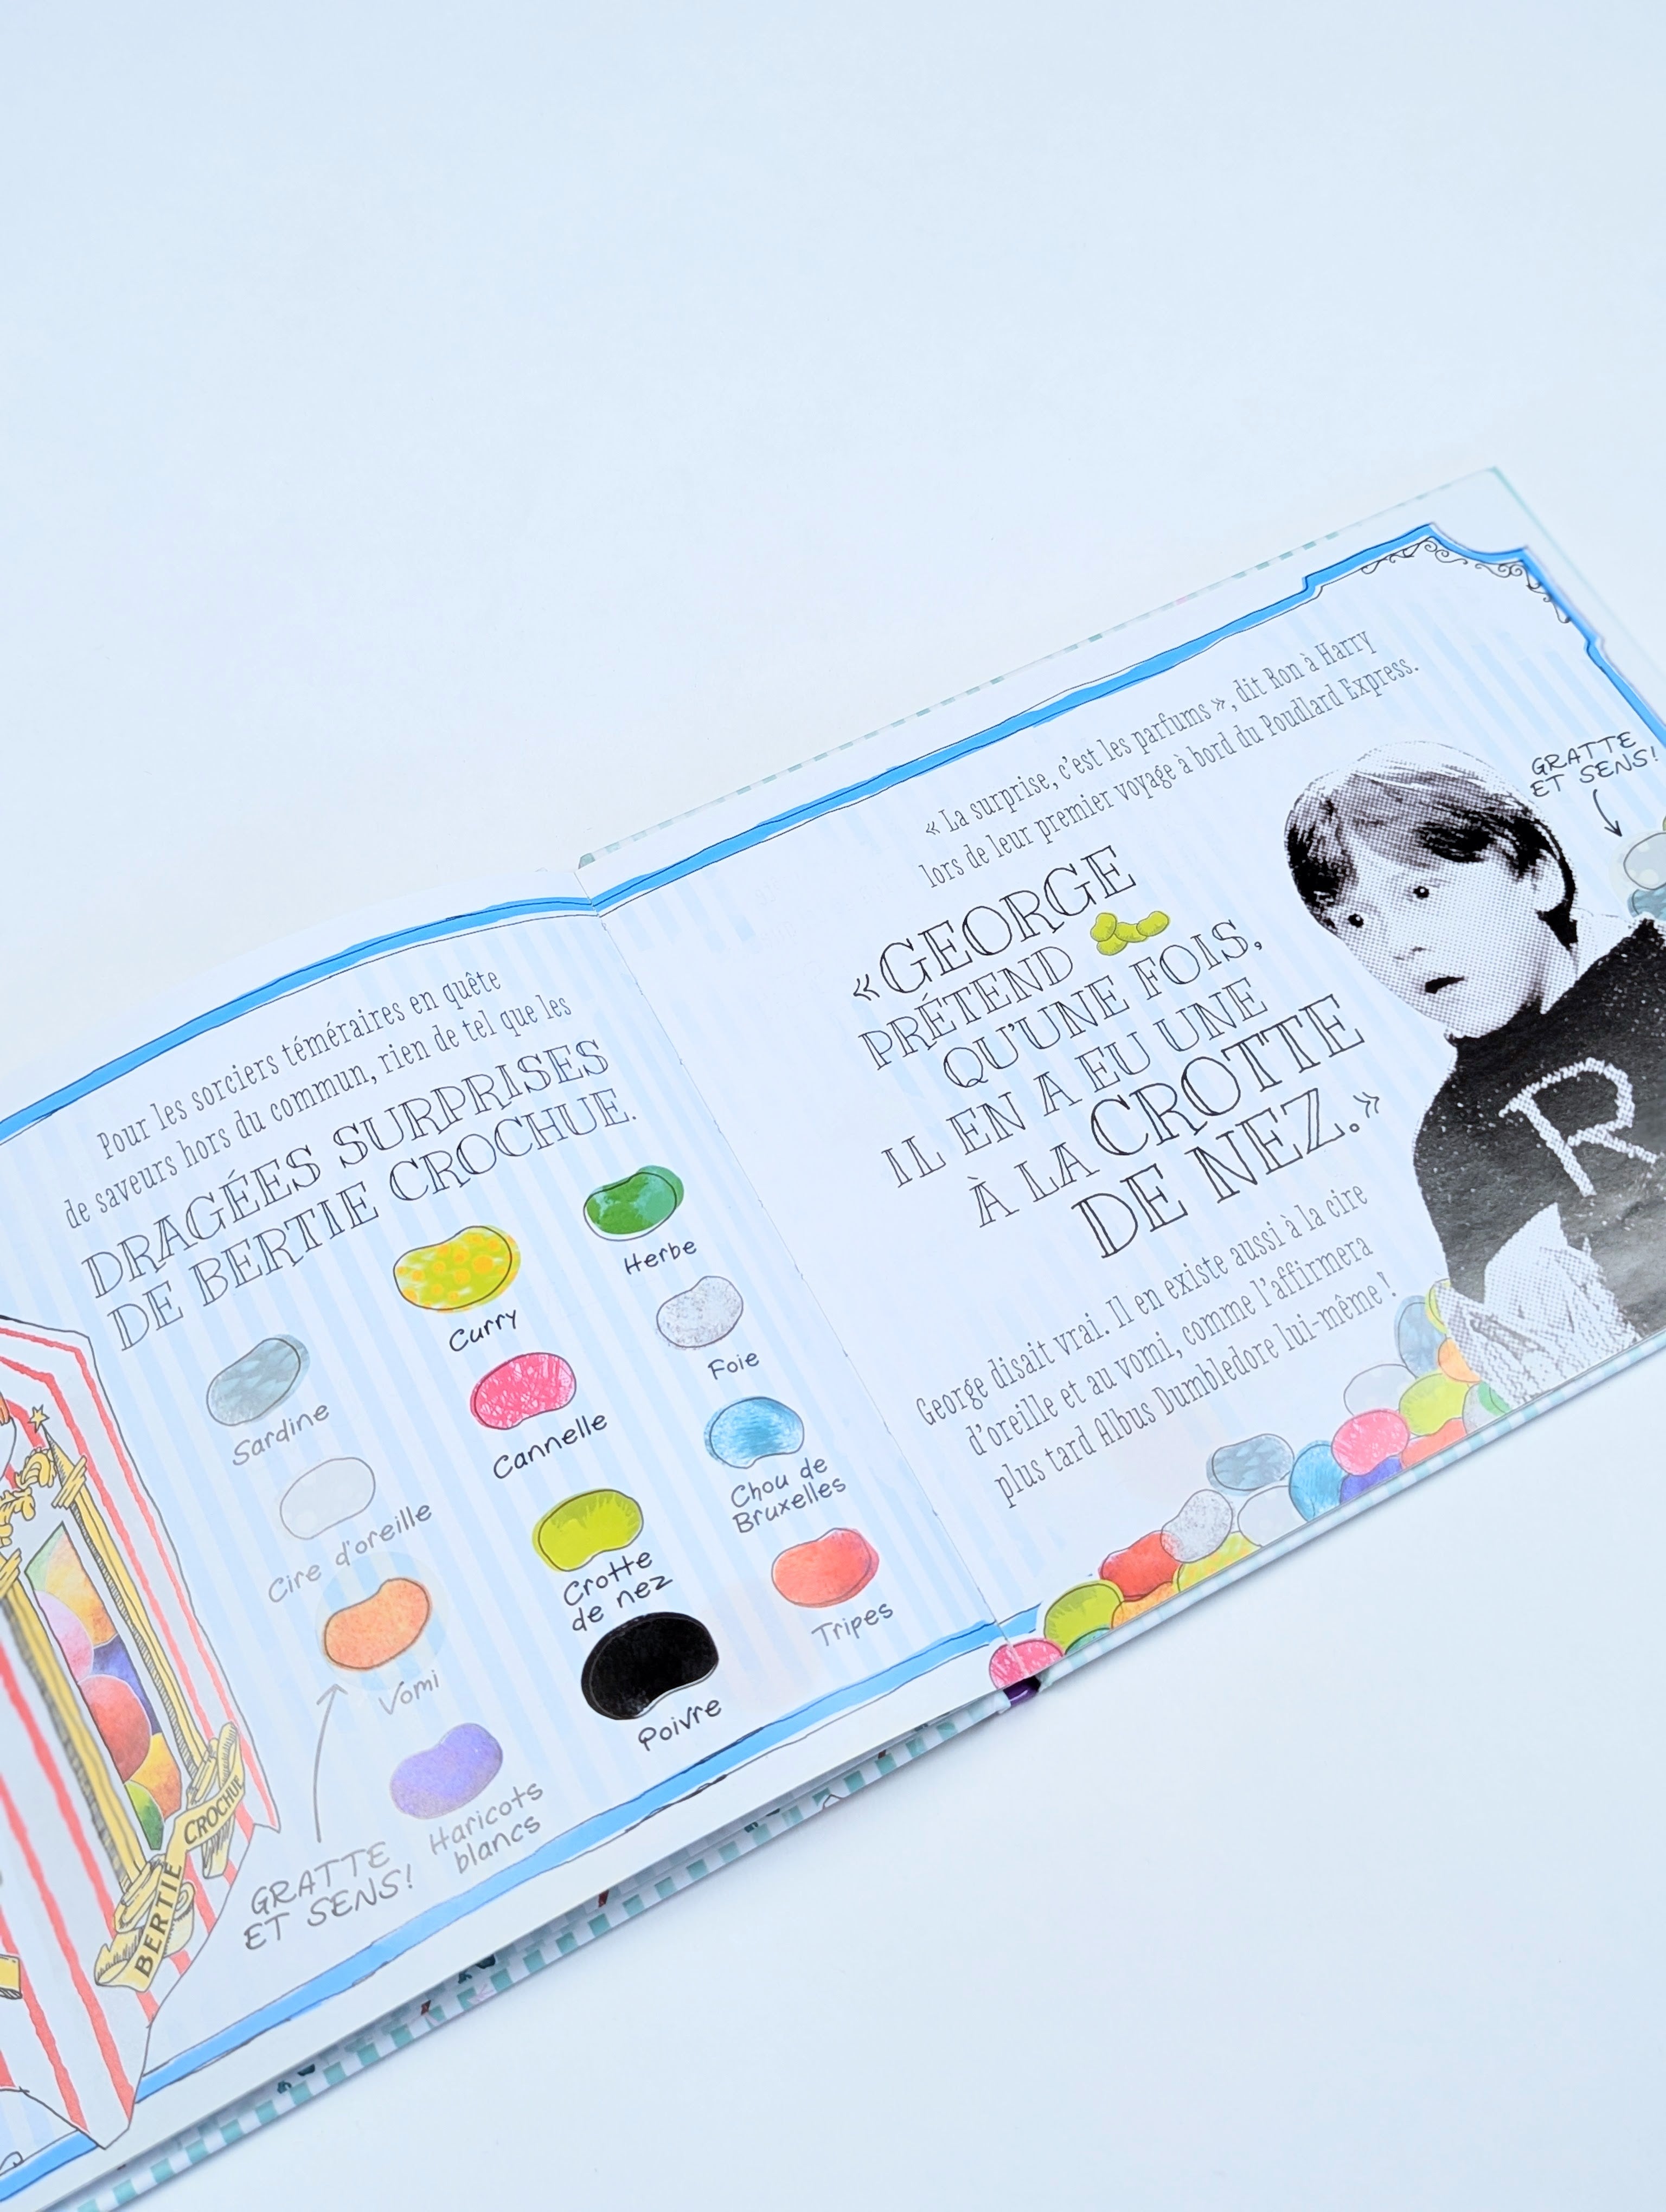 Pour les sorciers téméraires en quête
de saveurs hors du commun, rien de tel que les
DRAGÉES SURPRISES
DE BERTIE CROCHUE.
Sardine
Curry
Herbe
Cire d'oreille
Cannelle
Foie
Vomi
Crotte
de nez
Chou de
Bruxelles
Haricots
blancs
Poivre
Tripes
GRATTE
ET SENS!
BERTIE CROCHUE
« La surprise, c'est les parfums », dit Ron à Harry
lors de leur premier voyage à bord du Poudlard Express.
«GEORGE
PRÉTEND
QU'UNE FOIS,
IL EN A EU UNE
À LA CROTTE
DE NEZ.»
George disait vrai. Il en existe aussi à la cire
d'oreille et au vomi, comme l'affirmera
plus tard Albus Dumbledore lui-même !
GRATTE
ET SENS!
R